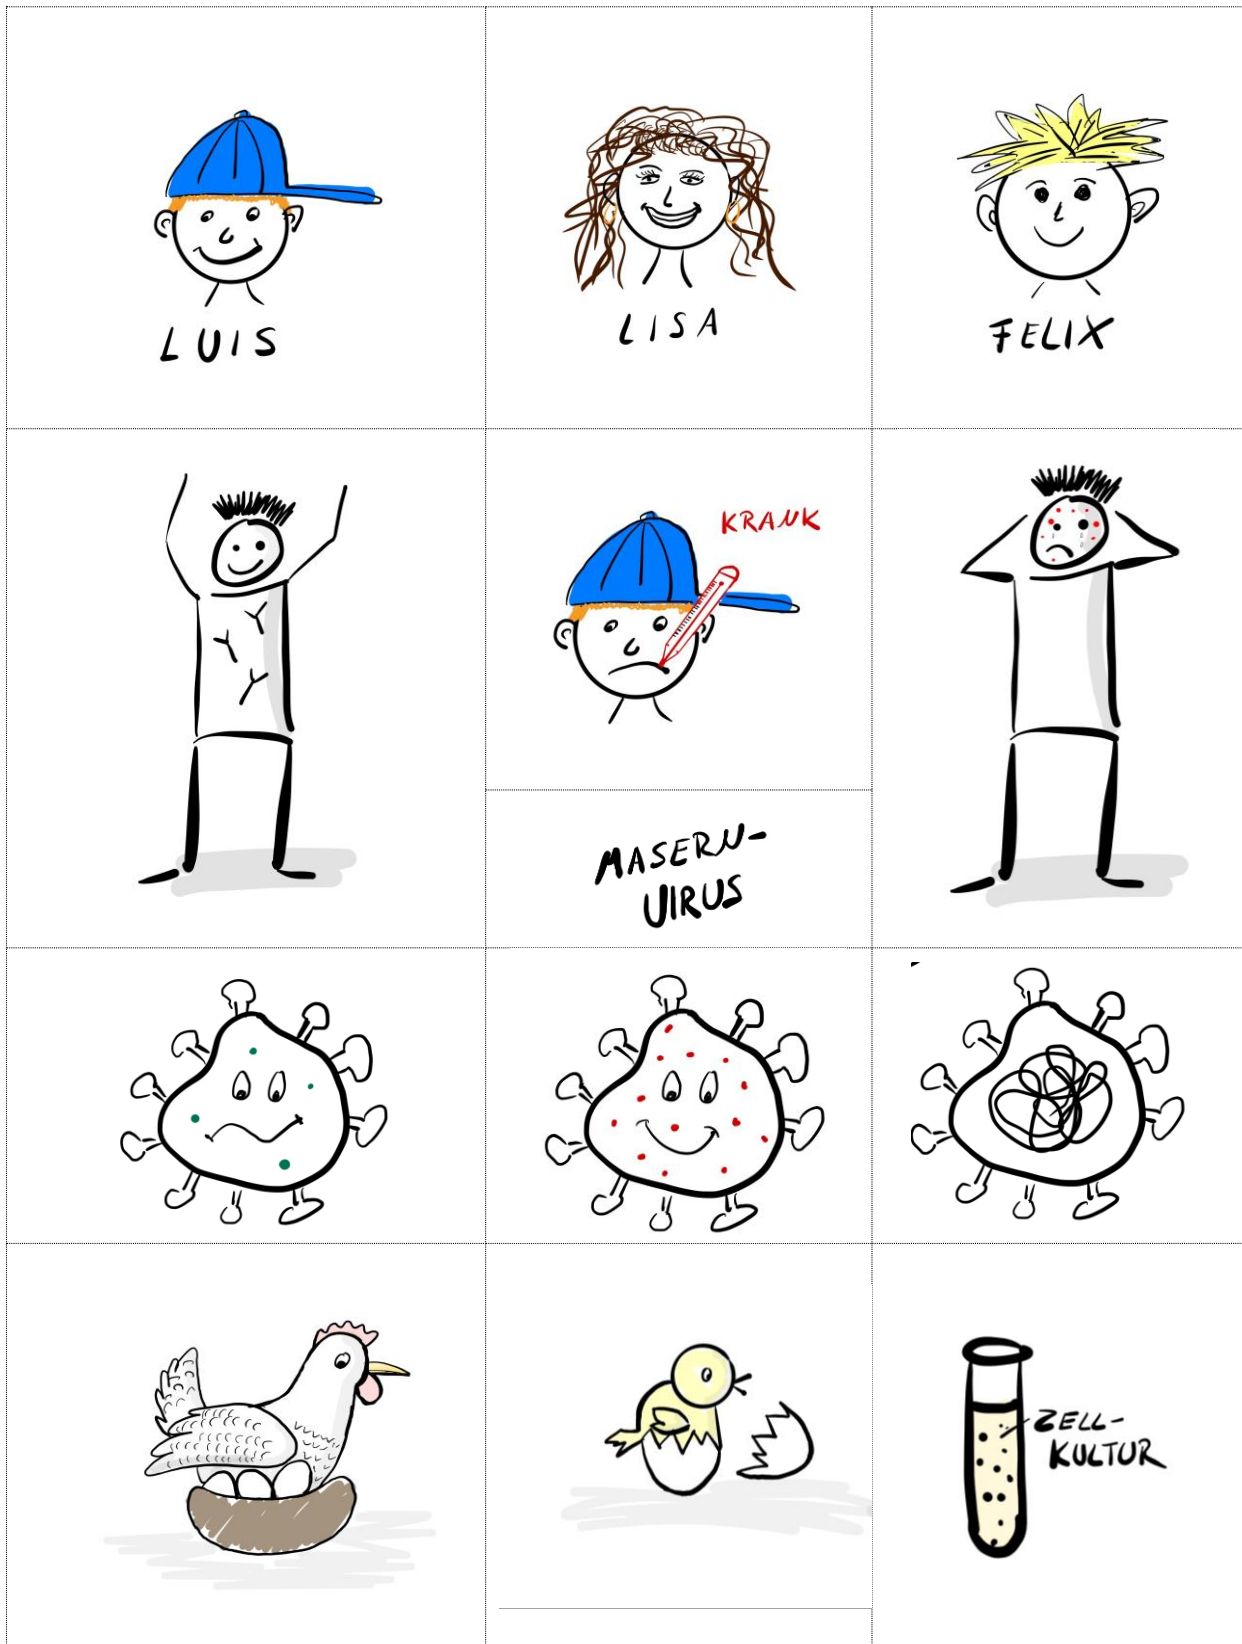 LUIS
LISA
FELIX
KRANK
MASERN-
VIRUS
ZELL-
KULTUR